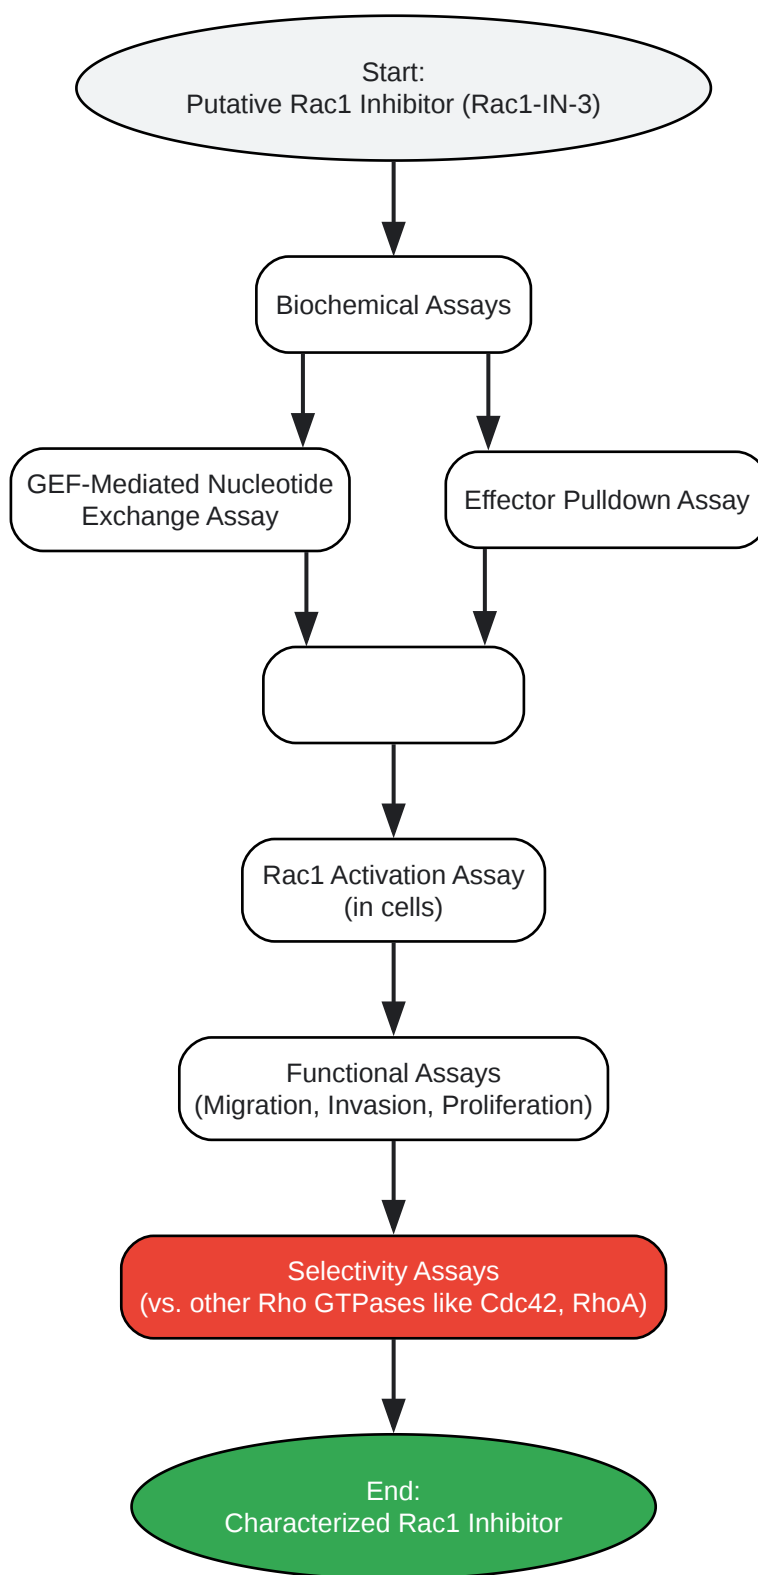 Start:
Putative Rac1 Inhibitor (Rac1-IN-3)
Biochemical Assays
GEF-Mediated Nucleotide
Exchange Assay
Effector Pulldown Assay
Rac1 Activation Assay
(in cells)
Functional Assays
(Migration, Invasion, Proliferation)
Selectivity Assays
(vs. other Rho GTPases like Cdc42, RhoA)
End:
Characterized Rac1 Inhibitor